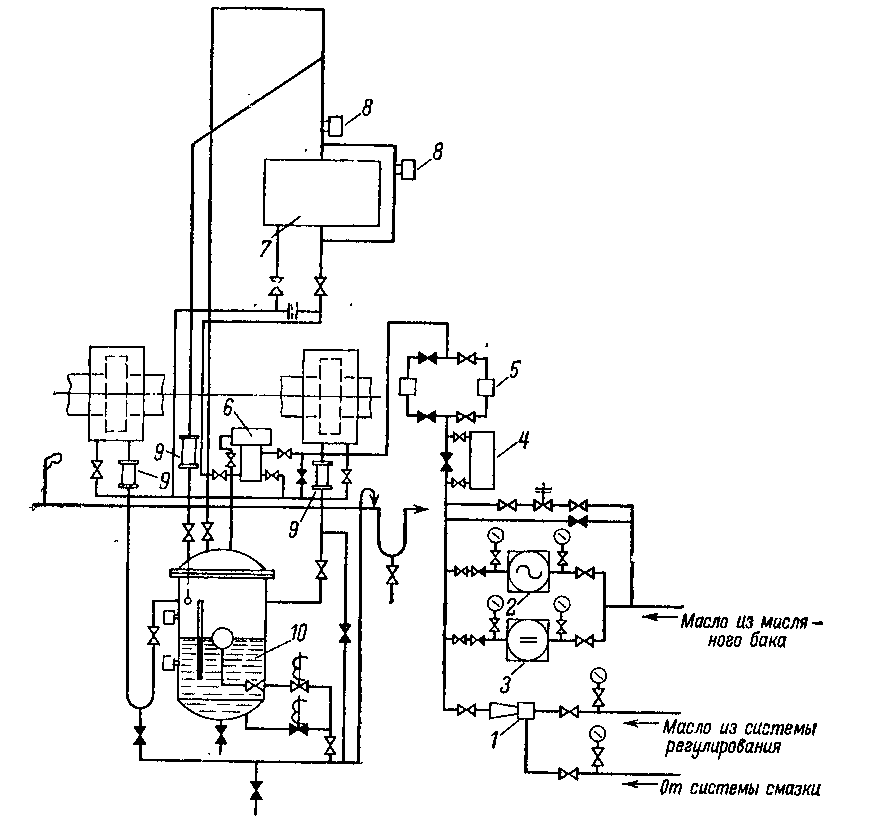 8
8
7
5
6
4
9
9
9
2
Масло из мисля-
ного бака
10
3
1
Масло из системы
регулирования
От системы смазки